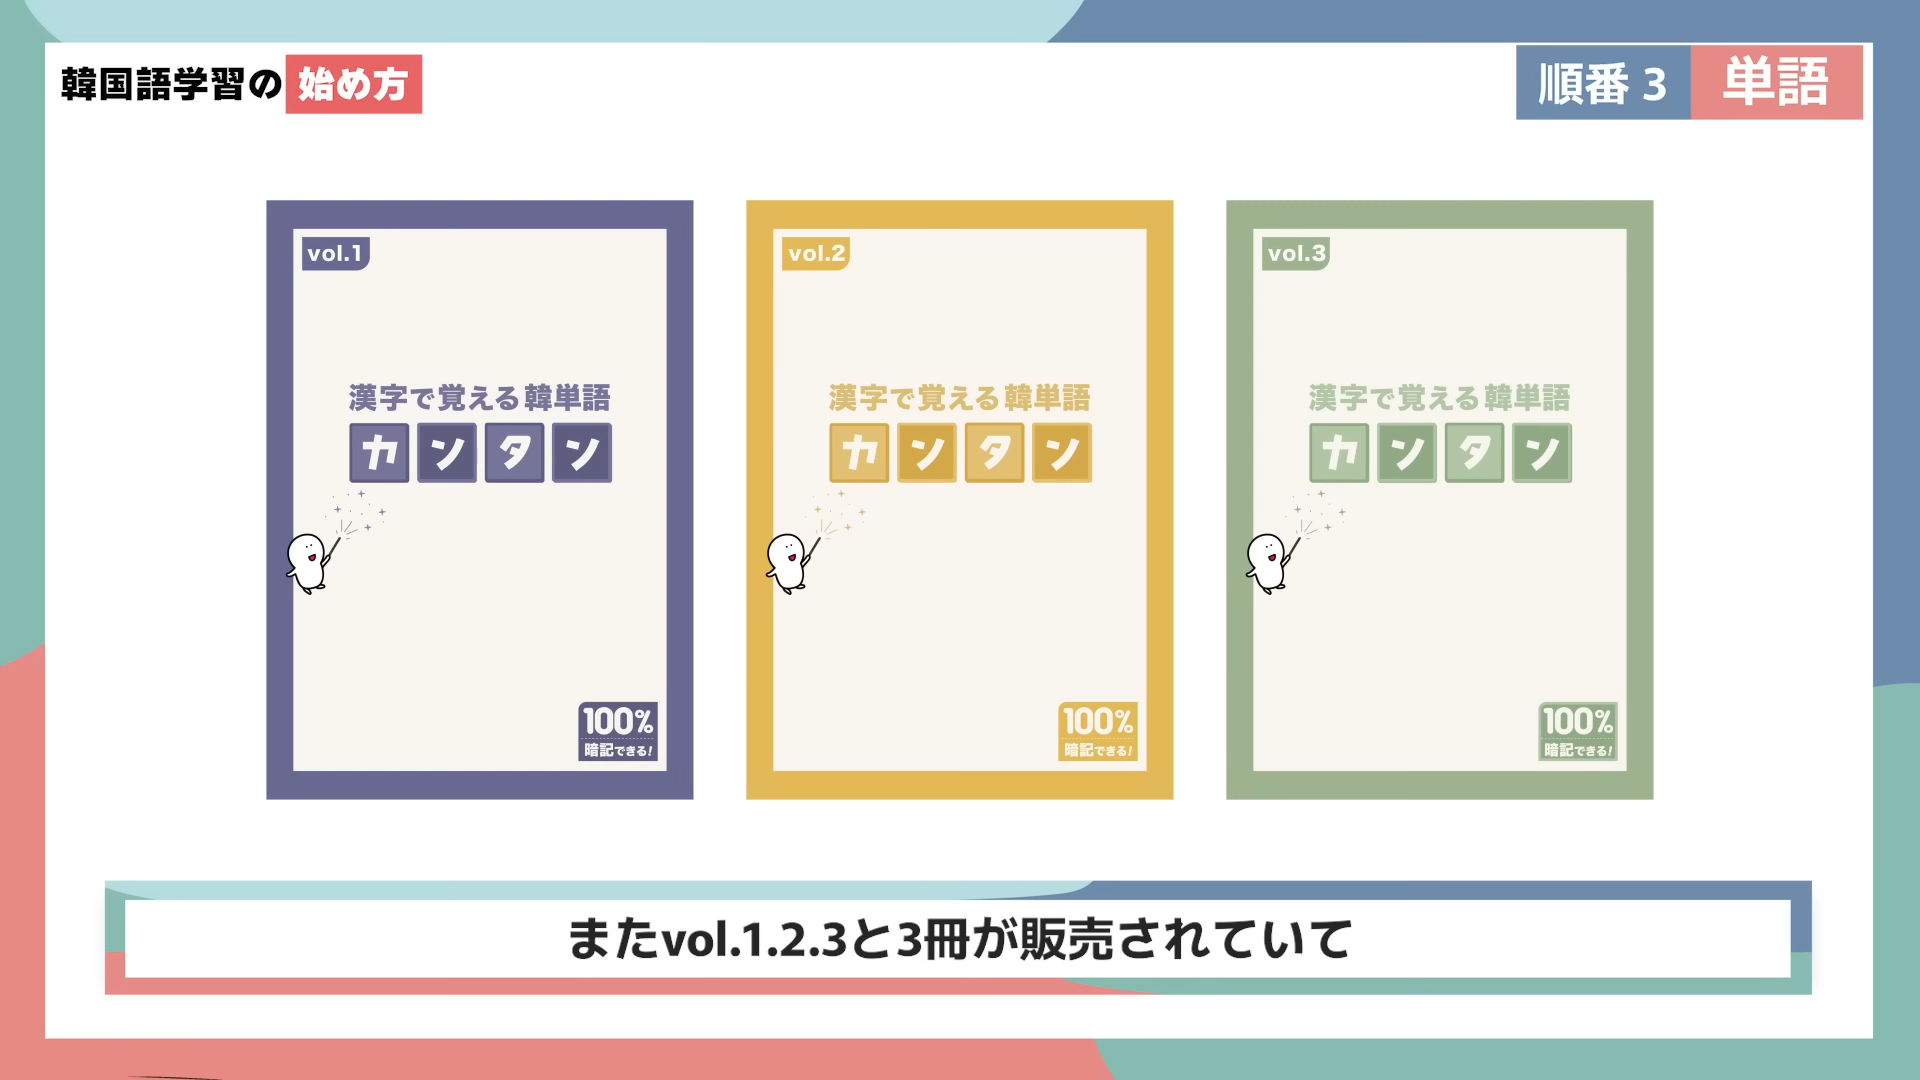 韓国語学習の始め方
順番 3 単語
vol.1
漢字で覚える韓単語
カンタン
100%
暗記できる!
vol.2
漢字で覚える韓単語
カンタン
100%
暗記できる!
vol.3
漢字で覚える韓単語
カンタン
100%
暗記できる!
またvol.1.2.3と3冊が販売されていて